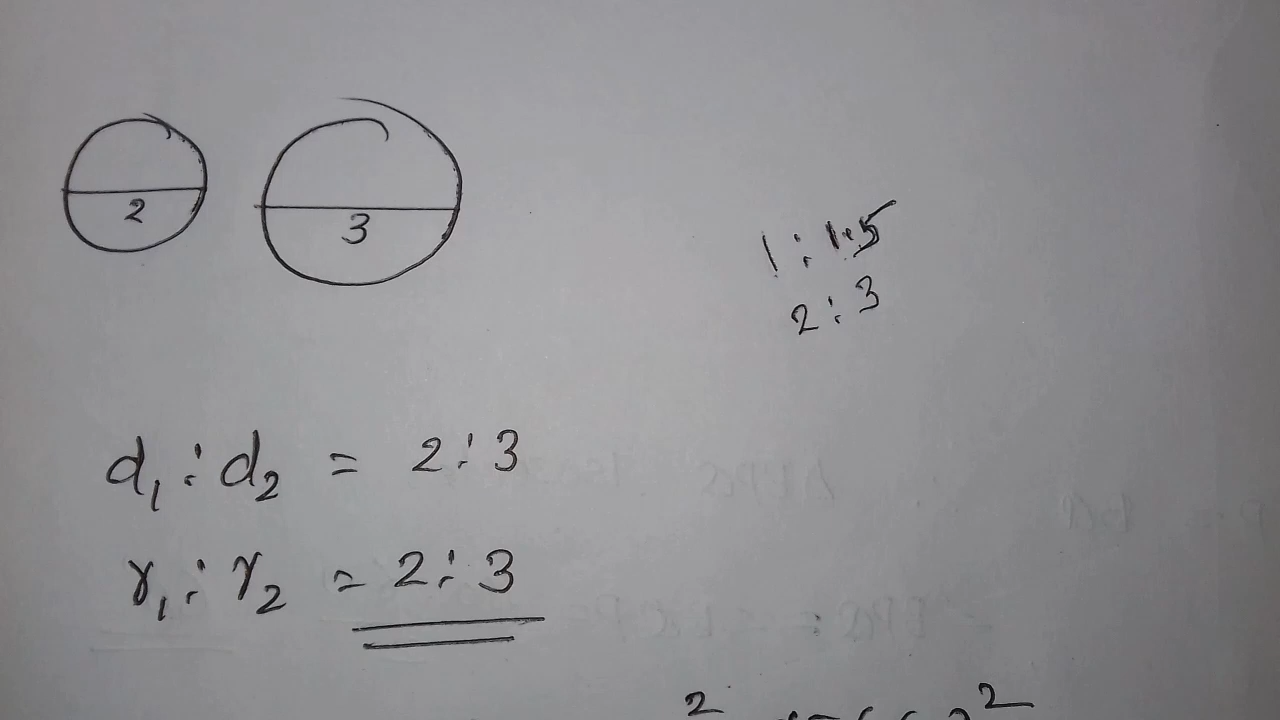 2
3
1 : 1.5
2 : 3
d₁ : d₂ = 2 : 3
r₁ : r₂ = 2 : 3